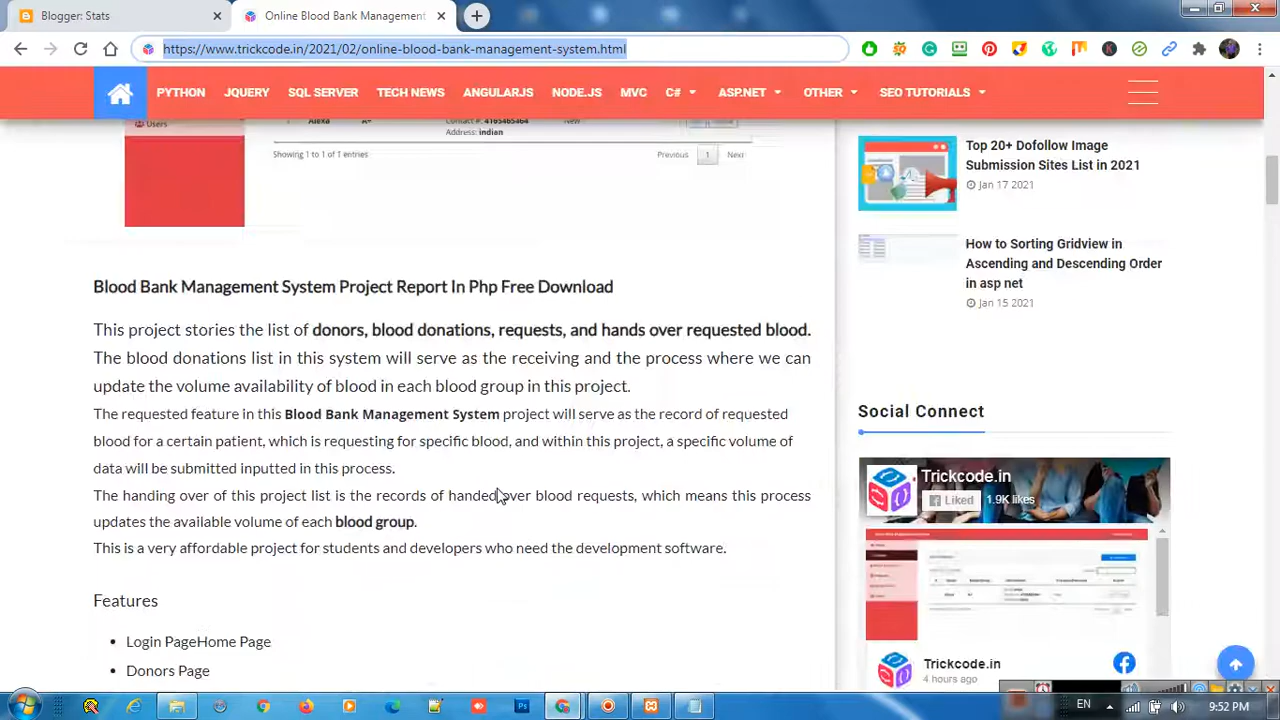 Blogger: Stats
Online Blood Bank Management
https://www.trickcode.in/2021/02/online-blood-bank-management-system.html
PYTHON JQUERY SQL SERVER TECH NEWS ANGULARJS NODE.JS MVC C# ASP.NET OTHER SEO TUTORIALS
Users
Alexa A+ Contact #: 4165465464 New
Address: indian
Showing 1 to 1 of 1 entries Previous 1 Next
Blood Bank Management System Project Report In Php Free Download
This project stories the list of donors, blood donations, requests, and hands over requested blood.
The blood donations list in this system will serve as the receiving and the process where we can
update the volume availability of blood in each blood group in this project.
The requested feature in this Blood Bank Management System project will serve as the record of requested
blood for a certain patient, which is requesting for specific blood, and within this project, a specific volume of
data will be submitted inputted in this process.
The handing over of this project list is the records of handed over blood requests, which means this process
updates the available volume of each blood group.
This is a very affordable project for students and developers who need the development software.
Features
Login PageHome Page
Donors Page
Top 20+ Dofollow Image
Submission Sites List in 2021
Jan 17 2021
How to Sorting Gridview in
Ascending and Descending Order
in asp net
Jan 15 2021
Social Connect
Trickcode.in
Liked 1.9K likes
Trickcode.in
4 hours ago
EN 9:52 PM